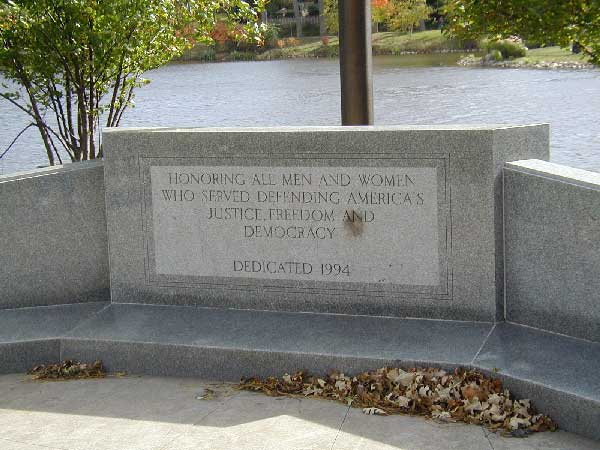 HONORING ALL MEN AND WOMEN
WHO SERVED DEFENDING AMERICA'S
JUSTICE, FREEDOM AND
DEMOCRACY
DEDICATED 1994